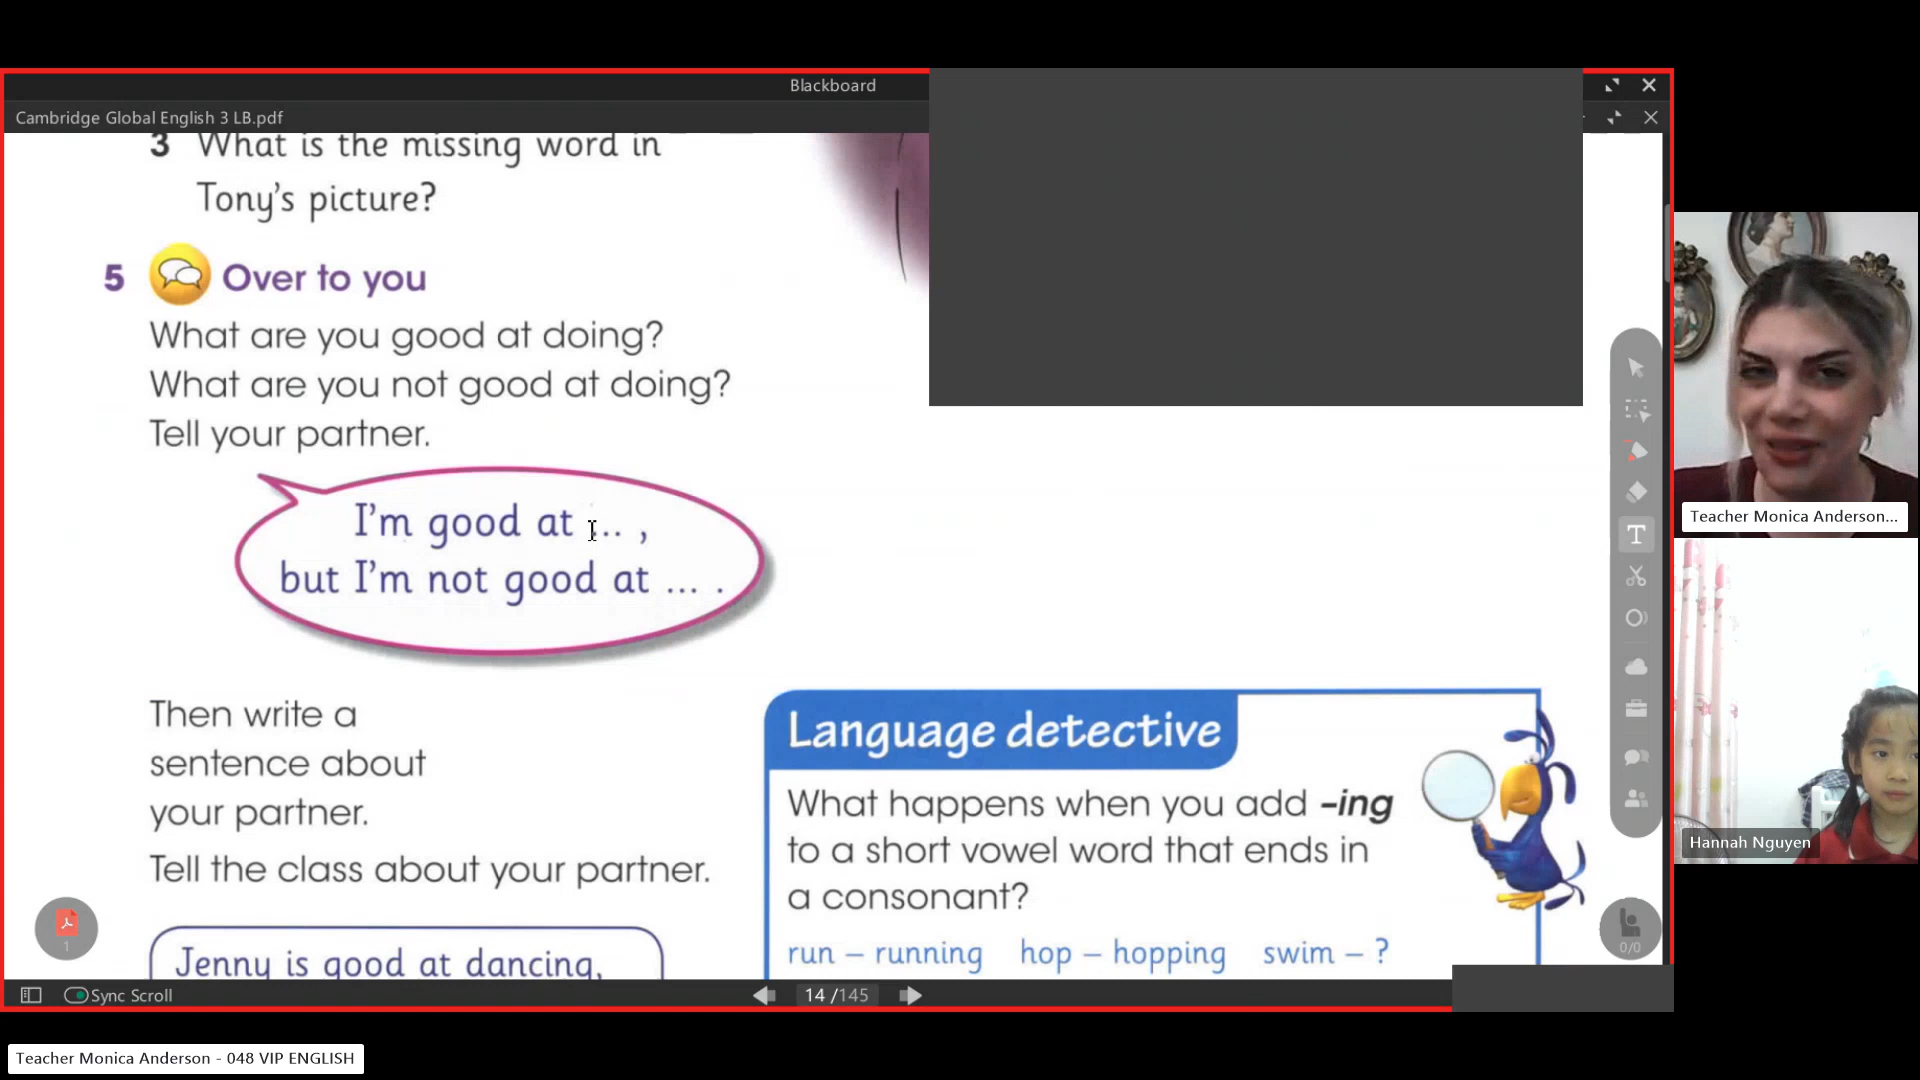 Blackboard
Cambridge Global English 3 LB.pdf
3 What is the missing word in
Tony's picture?
5 Over to you
What are you good at doing?
What are you not good at doing?
Tell your partner.
I'm good at ... ,
but I'm not good at ... .
Then write a
sentence about
your partner.
Tell the class about your partner.
Jenny is good at dancing,
Language detective
What happens when you add -ing
to a short vowel word that ends in
a consonant?
run – running hop – hopping swim – ?
T
1
0/0
Sync Scroll
14 /145
Teacher Monica Anderson...
Hannah Nguyen
Teacher Monica Anderson - 048 VIP ENGLISH